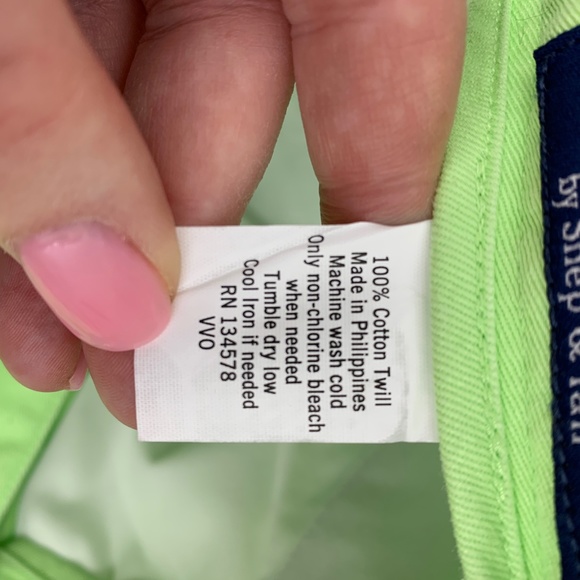 100% Cotton Twill
Made in Philippines
Machine wash cold
Only non-chlorine bleach
when needed
Tumble dry low
Cool Iron if needed
RN 134578
VVO
by